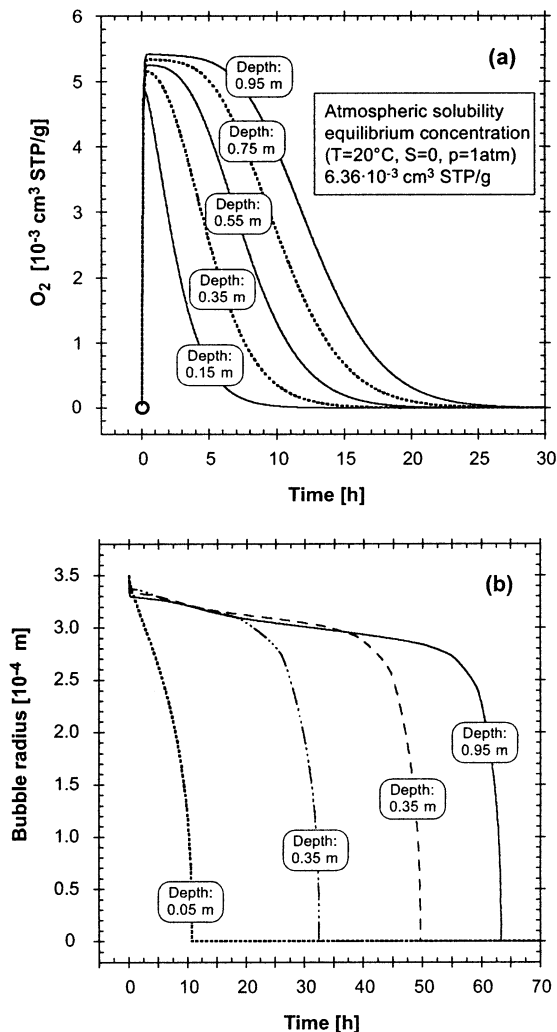 6
(a)
Depth:
0.95 m
5
Atmospheric solubility
equilibrium concentration
(T=20°C, S=0, p=1atm)
6.36·10⁻³ cm³ STP/g
Depth:
0.75 m
4
Depth:
0.55 m
3
O₂ [10⁻³ cm³ STP/g]
2
Depth:
0.35 m
1
Depth:
0.15 m
0
0 5 10 15 20 25 30
Time [h]
3.5
(b)
3.0
2.5
Bubble radius [10⁻⁴ m]
2.0
Depth:
0.95 m
1.5
Depth:
0.35 m
1.0
Depth:
0.35 m
0.5
Depth:
0.05 m
0
0 10 20 30 40 50 60 70
Time [h]